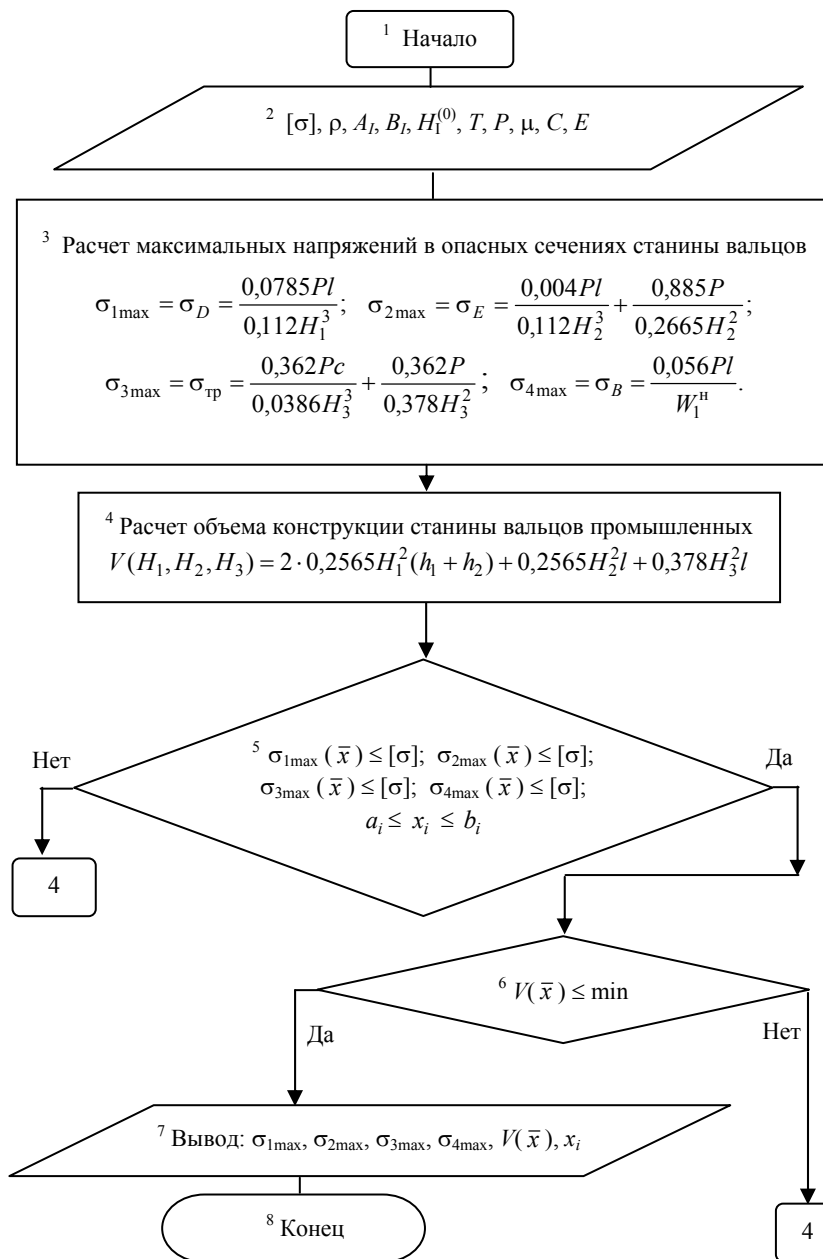 1 Начало
2 [σ], ρ, A_I, B_I, H_I^(0), T, P, μ, C, E
3 Расчет максимальных напряжений в опасных сечениях станины вальцов
σ_1max = σ_D = 0,0785Pl / 0,112H_1^3; σ_2max = σ_E = 0,004Pl / 0,112H_2^3 + 0,885P / 0,2665H_2^2;
σ_3max = σ_тр = 0,362Pc / 0,0386H_3^3 + 0,362P / 0,378H_3^2; σ_4max = σ_B = 0,056Pl / W_1^н.
4 Расчет объема конструкции станины вальцов промышленных
V(H_1, H_2, H_3) = 2 · 0,2565H_1^2(h_1 + h_2) + 0,2565H_2^2 l + 0,378H_3^2 l
5 σ_1max (x̄) ≤ [σ]; σ_2max (x̄) ≤ [σ];
Нет
Да
σ_3max (x̄) ≤ [σ]; σ_4max (x̄) ≤ [σ];
a_i ≤ x_i ≤ b_i
4
6 V(x̄) ≤ min
Да
Нет
7 Вывод: σ_1max, σ_2max, σ_3max, σ_4max, V(x̄), x_i
8 Конец
4